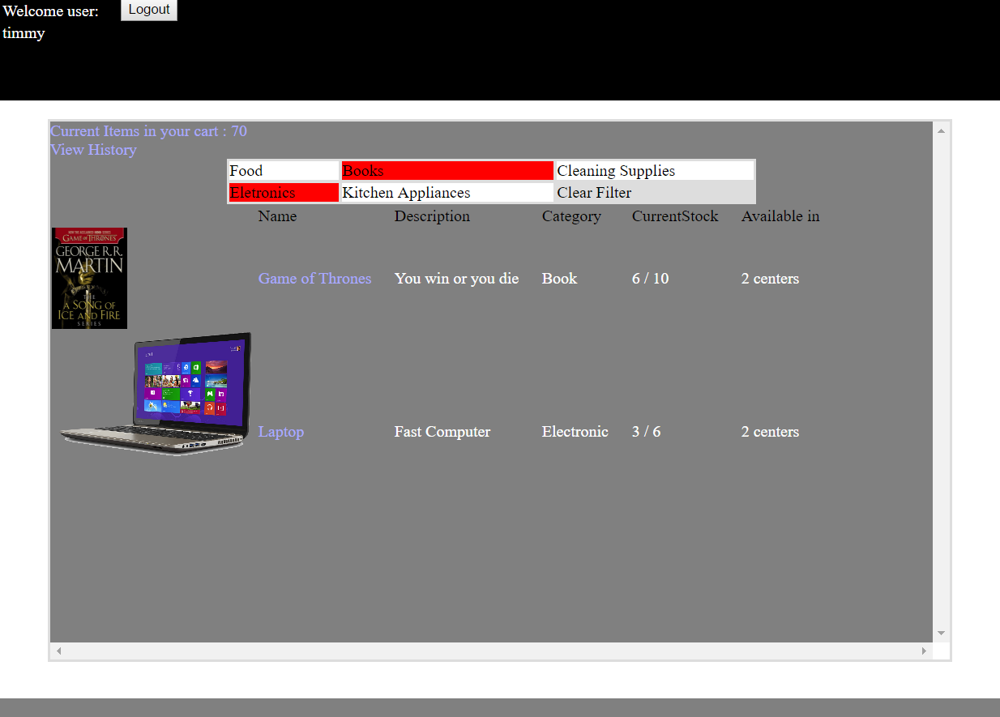 Welcome user: Logout
timmy
Current Items in your cart : 70
View History
Food Books Cleaning Supplies
Eletronics Kitchen Appliances Clear Filter
Name Description Category CurrentStock Available in
GAME OF THRONES
GEORGE R.R.
MARTIN
THE
A SONG OF
ICE AND FIRE
SERIES
Game of Thrones You win or you die Book 6 / 10 2 centers
Laptop Fast Computer Electronic 3 / 6 2 centers